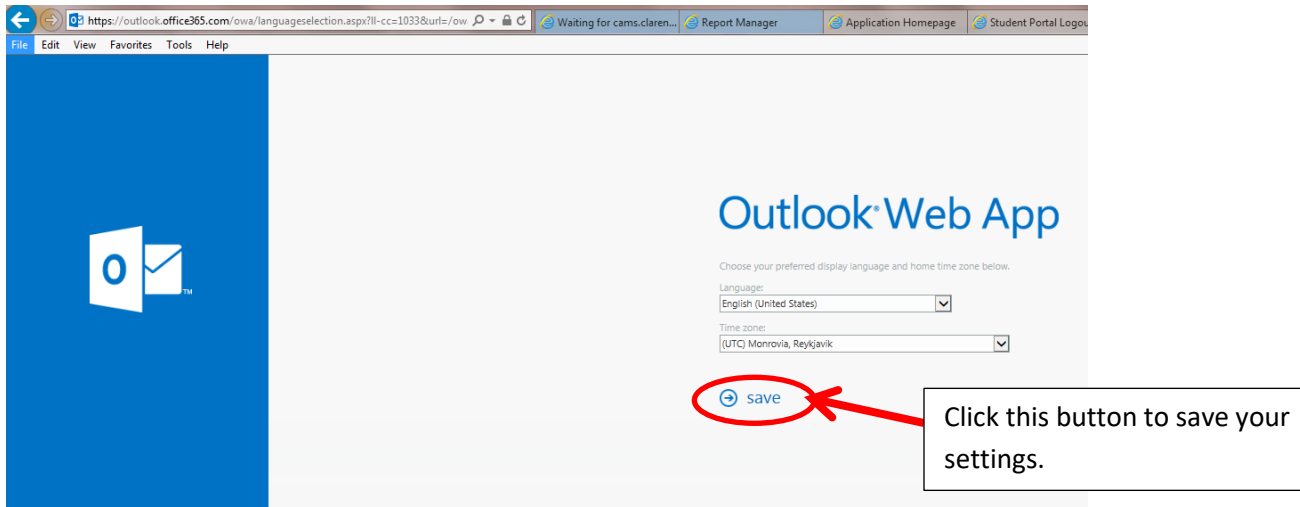 https://outlook.office365.com/owa/languageselection.aspx?ll-cc=1033&url=/ow
Waiting for cams.claren...
Report Manager
Application Homepage
Student Portal Logou
File Edit View Favorites Tools Help
Outlook Web App
O
TM
Choose your preferred display language and home time zone below.
Language:
English (United States)
Time zone:
(UTC) Monrovia, Reykjavik
save
Click this button to save your
settings.